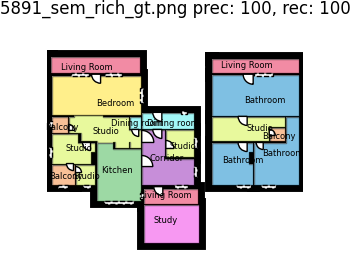 5891_sem_rich_gt.png prec: 100, rec: 100
Living Room
Living Room
Bedroom
Bathroom
Dining room
Dining room
Balcony
Studio
Studio
Balcony
Studio
Studio
Corridor
Bathroom
Bathroom
Kitchen
Balcony
Studio
Living Room
Study